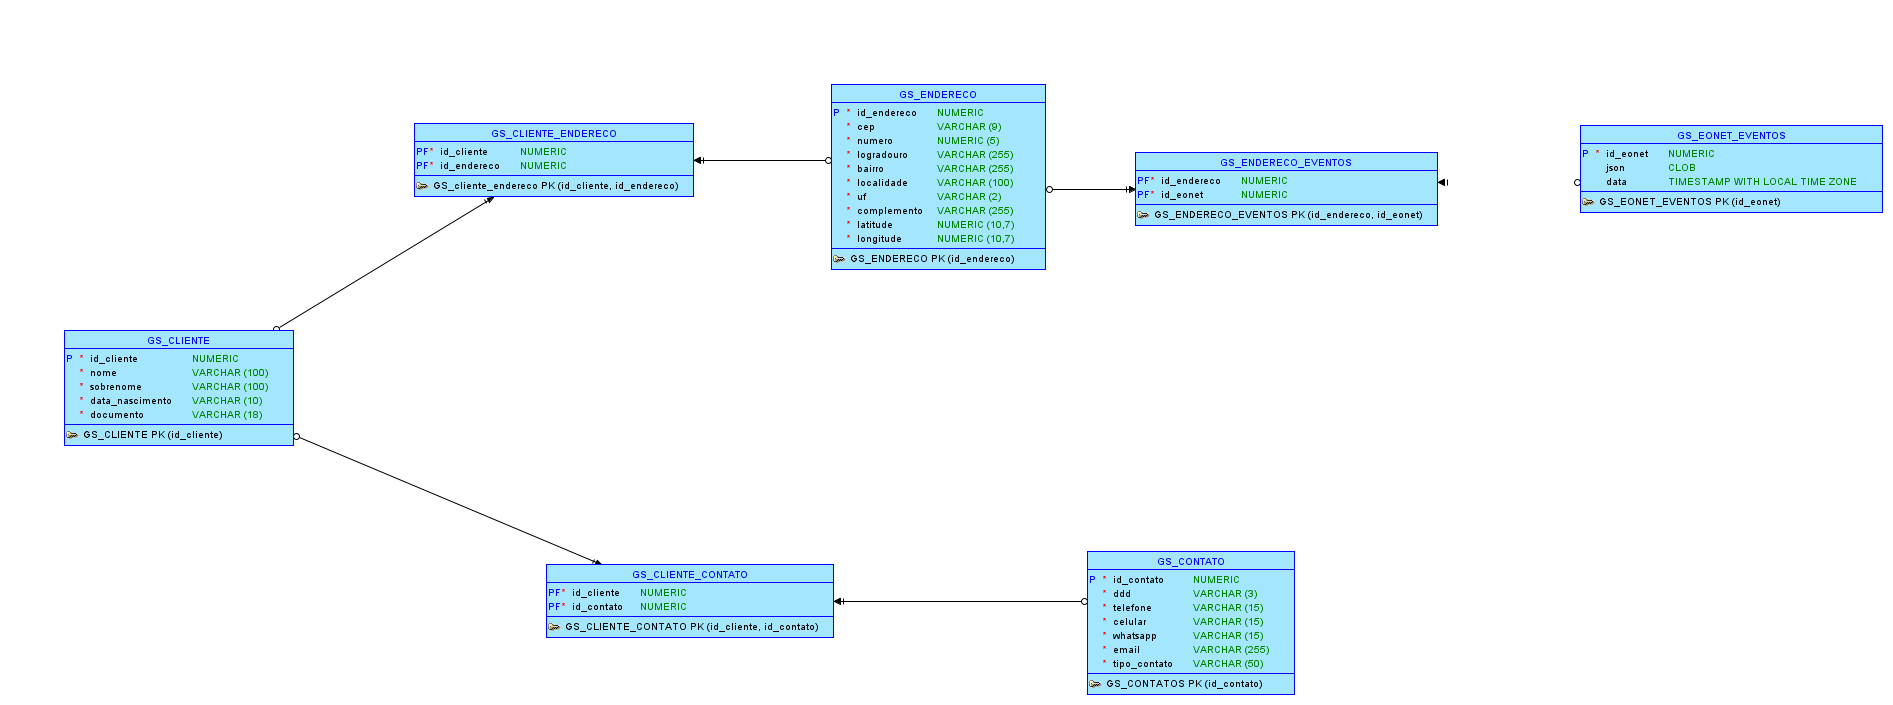 GS_ENDERECO
P * id_endereco NUMERIC
* cep VARCHAR (9)
* numero NUMERIC (5)
* logradouro VARCHAR (255)
* bairro VARCHAR (255)
* localidade VARCHAR (100)
* uf VARCHAR (2)
* complemento VARCHAR (255)
* latitude NUMERIC (10,7)
* longitude NUMERIC (10,7)
GS_ENDERECO PK (id_endereco)
GS_CLIENTE_ENDERECO
PF* id_cliente NUMERIC
PF* id_endereco NUMERIC
GS_cliente_endereco PK (id_cliente, id_endereco)
GS_ENDERECO_EVENTOS
PF* id_endereco NUMERIC
PF* id_eonet NUMERIC
GS_ENDERECO_EVENTOS PK (id_endereco, id_eonet)
GS_EONET_EVENTOS
P * id_eonet NUMERIC
json CLOB
data TIMESTAMP WITH LOCAL TIME ZONE
GS_EONET_EVENTOS PK (id_eonet)
GS_CLIENTE
P * id_cliente NUMERIC
* nome VARCHAR (100)
* sobrenome VARCHAR (100)
* data_nascimento VARCHAR (10)
* documento VARCHAR (18)
GS_CLIENTE PK (id_cliente)
GS_CLIENTE_CONTATO
PF* id_cliente NUMERIC
PF* id_contato NUMERIC
GS_CLIENTE_CONTATO PK (id_cliente, id_contato)
GS_CONTATO
P * id_contato NUMERIC
* ddd VARCHAR (3)
* telefone VARCHAR (15)
* celular VARCHAR (15)
* whatsapp VARCHAR (15)
* email VARCHAR (255)
* tipo_contato VARCHAR (50)
GS_CONTATOS PK (id_contato)